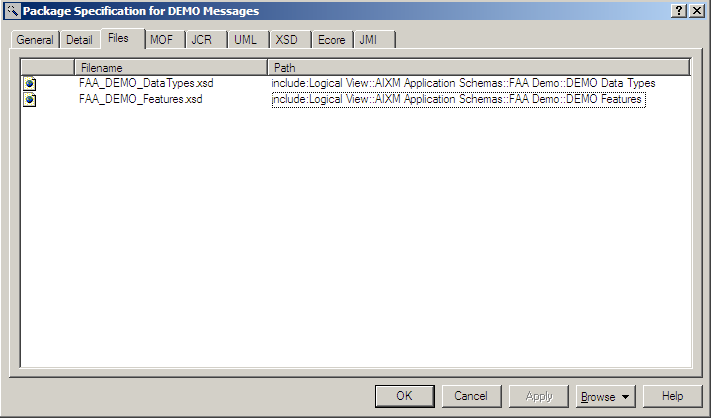 Package Specification for DEMO Messages
General Detail Files MOF JCR UML XSD Ecore JMI
Filename Path
FAA_DEMO_DataTypes.xsd include:Logical View::AIXM Application Schemas::FAA Demo::DEMO Data Types
FAA_DEMO_Features.xsd include:Logical View::AIXM Application Schemas::FAA Demo::DEMO Features
OK Cancel Apply Browse Help